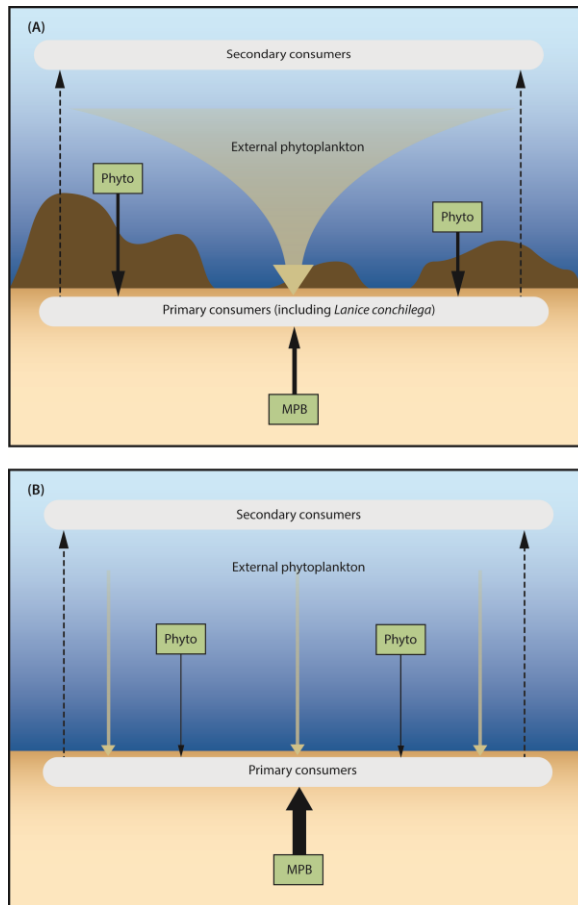 (A)
Secondary consumers
External phytoplankton
Phyto
Phyto
Primary consumers (including Lanice conchilega)
MPB
(B)
Secondary consumers
External phytoplankton
Phyto
Phyto
Primary consumers
MPB